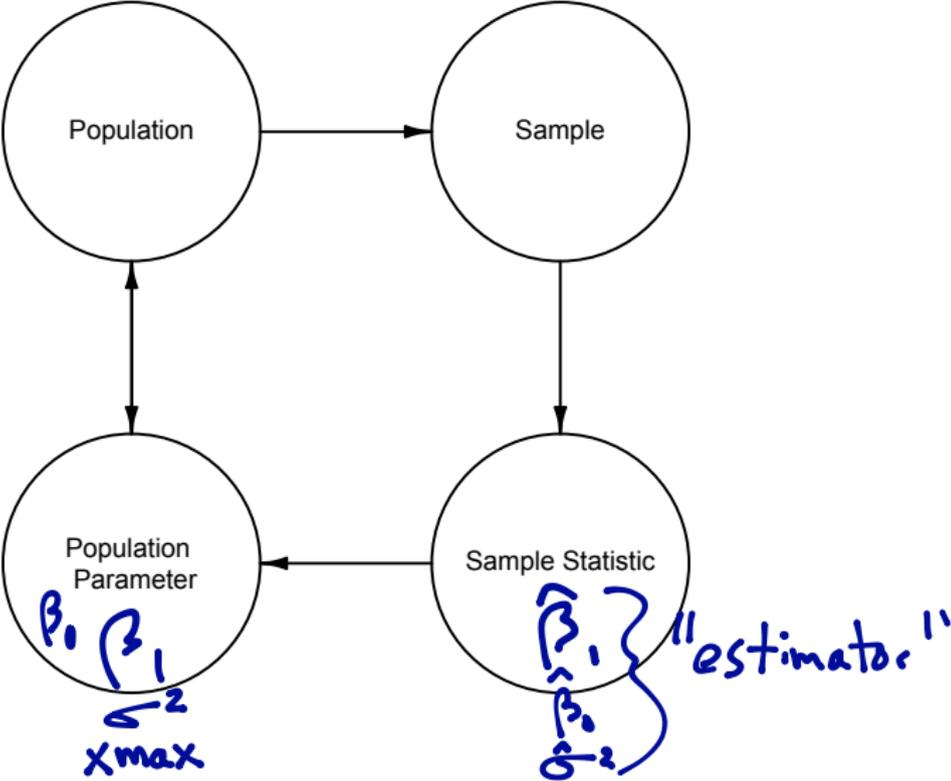 Population
Sample
Population
Parameter
β₀
β₁
σ²
xmax
Sample Statistic
β̂₁
β̂₀
σ̂²
"estimator"